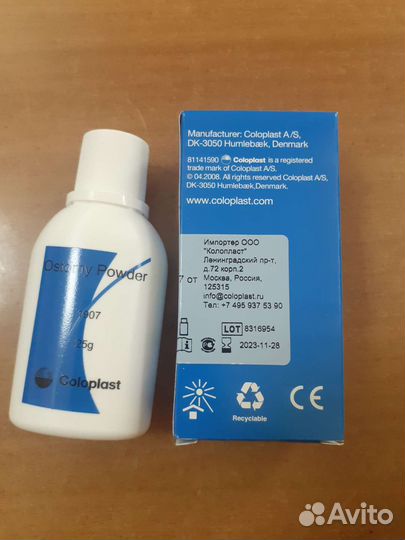 Ostomy Powder
1907
25g
Coloplast
Manufacturer: Coloplast A/S,
DK-3050 Humlebæk, Denmark
81141590 Coloplast is a registered
trade mark of Coloplast A/S.
© 04.2008. All rights reserved Coloplast A/S,
DK-3050 Humlebæk, Denmark.
www.coloplast.com
Импортер ООО
"Колопласт"
Ленинградский пр-т,
д.72 корп.2
7 от
Москва, Россия,
125315
info@coloplast.ru
Тел: +7 495 937 53 90
LOT 8316954
2023-11-28
Recyclable
CE
Avito